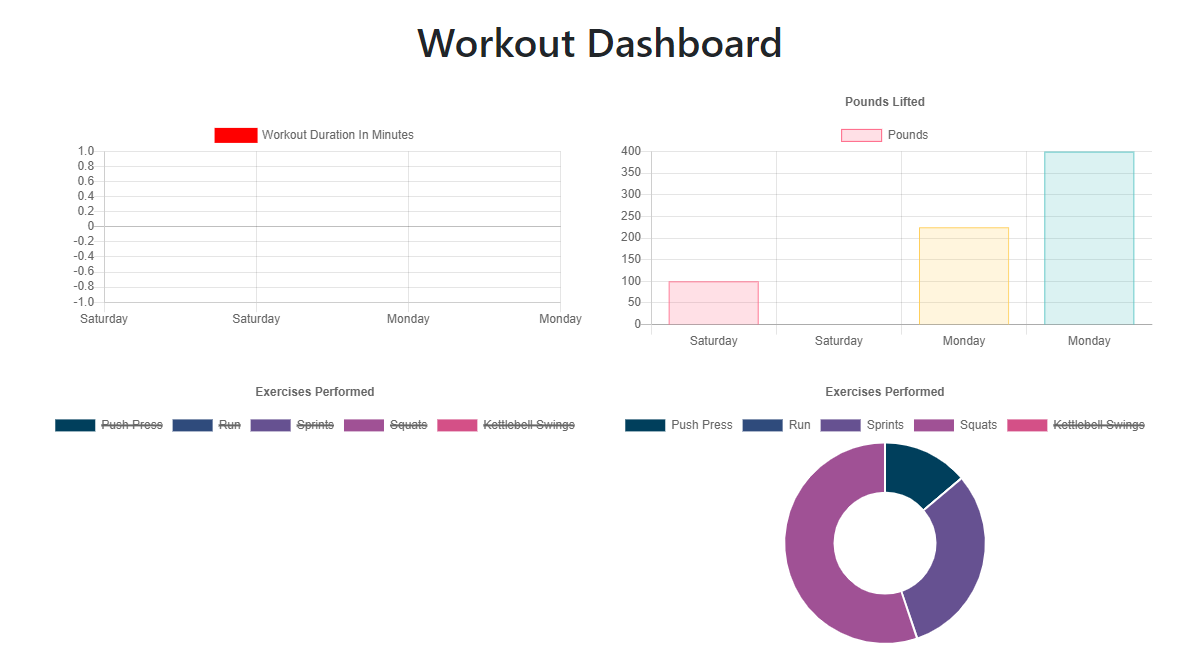 Workout Dashboard
Workout Duration In Minutes
1.0
0.8
0.6
0.4
0.2
0
-0.2
-0.4
-0.6
-0.8
-1.0
Saturday Saturday Monday Monday
Pounds Lifted
Pounds
400
350
300
250
200
150
100
50
0
Saturday Saturday Monday Monday
Exercises Performed
Push Press Run Sprints Squats Kettlebell Swings
Exercises Performed
Push Press Run Sprints Squats Kettlebell Swings